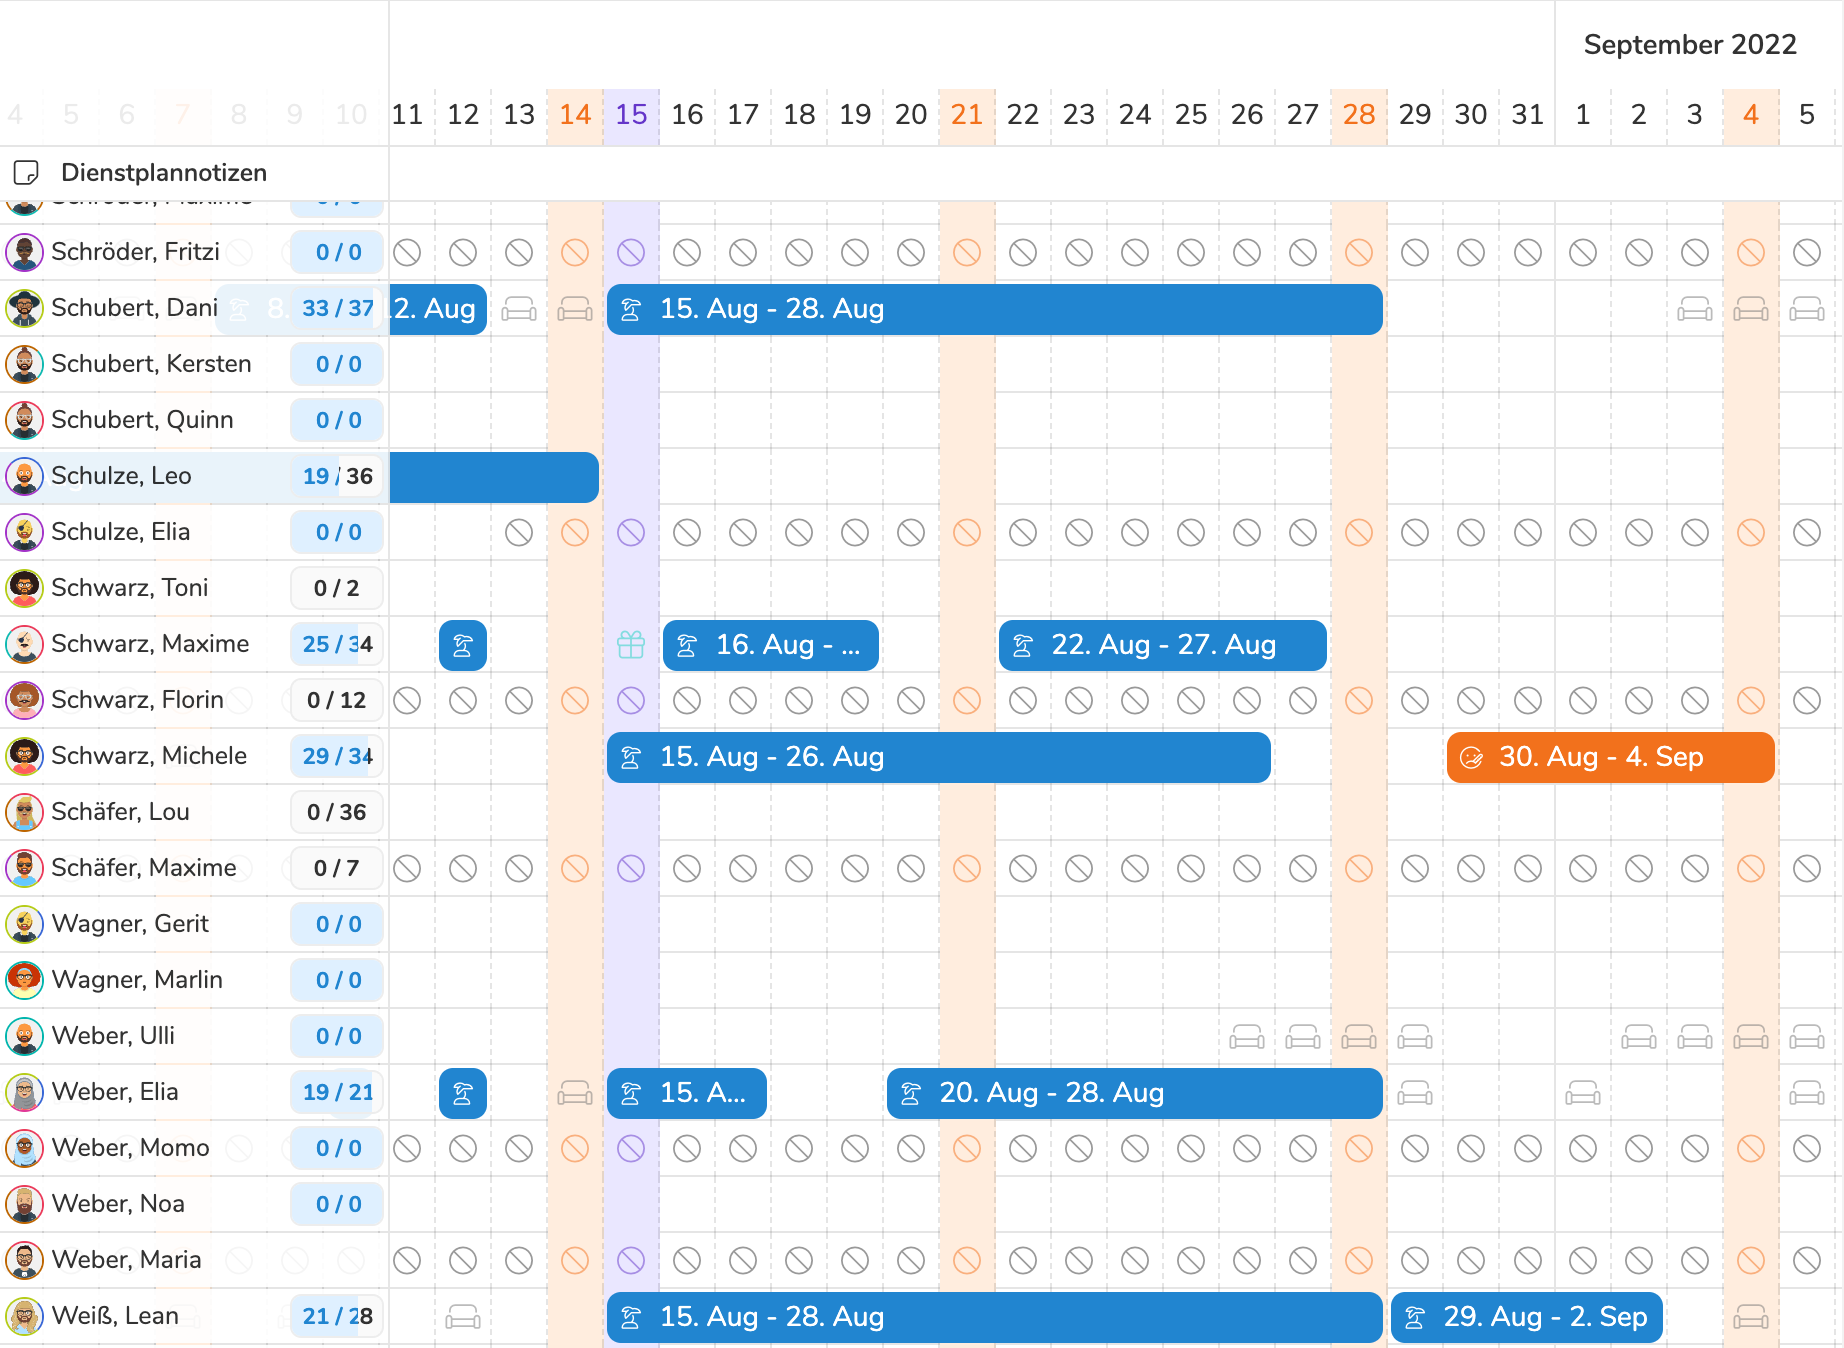 September 2022
4 5 6 7 8 9 10 11 12 13 14 15 16 17 18 19 20 21 22 23 24 25 26 27 28 29 30 31 1 2 3 4 5
Dienstplannotizen
Schröder, Maxime 0 / 0
Schröder, Fritzi 0 / 0
Schubert, Dani 8. 33 / 37 12. Aug 15. Aug - 28. Aug
Schubert, Kersten 0 / 0
Schubert, Quinn 0 / 0
Schulze, Leo 19 / 36
Schulze, Elia 0 / 0
Schwarz, Toni 0 / 2
Schwarz, Maxime 25 / 34 16. Aug - ... 22. Aug - 27. Aug
Schwarz, Florin 0 / 12
Schwarz, Michele 29 / 34 15. Aug - 26. Aug 30. Aug - 4. Sep
Schäfer, Lou 0 / 36
Schäfer, Maxime 0 / 7
Wagner, Gerit 0 / 0
Wagner, Marlin 0 / 0
Weber, Ulli 0 / 0
Weber, Elia 19 / 21 15. A... 20. Aug - 28. Aug
Weber, Momo 0 / 0
Weber, Noa 0 / 0
Weber, Maria
Weiß, Lean 21 / 28 15. Aug - 28. Aug 29. Aug - 2. Sep